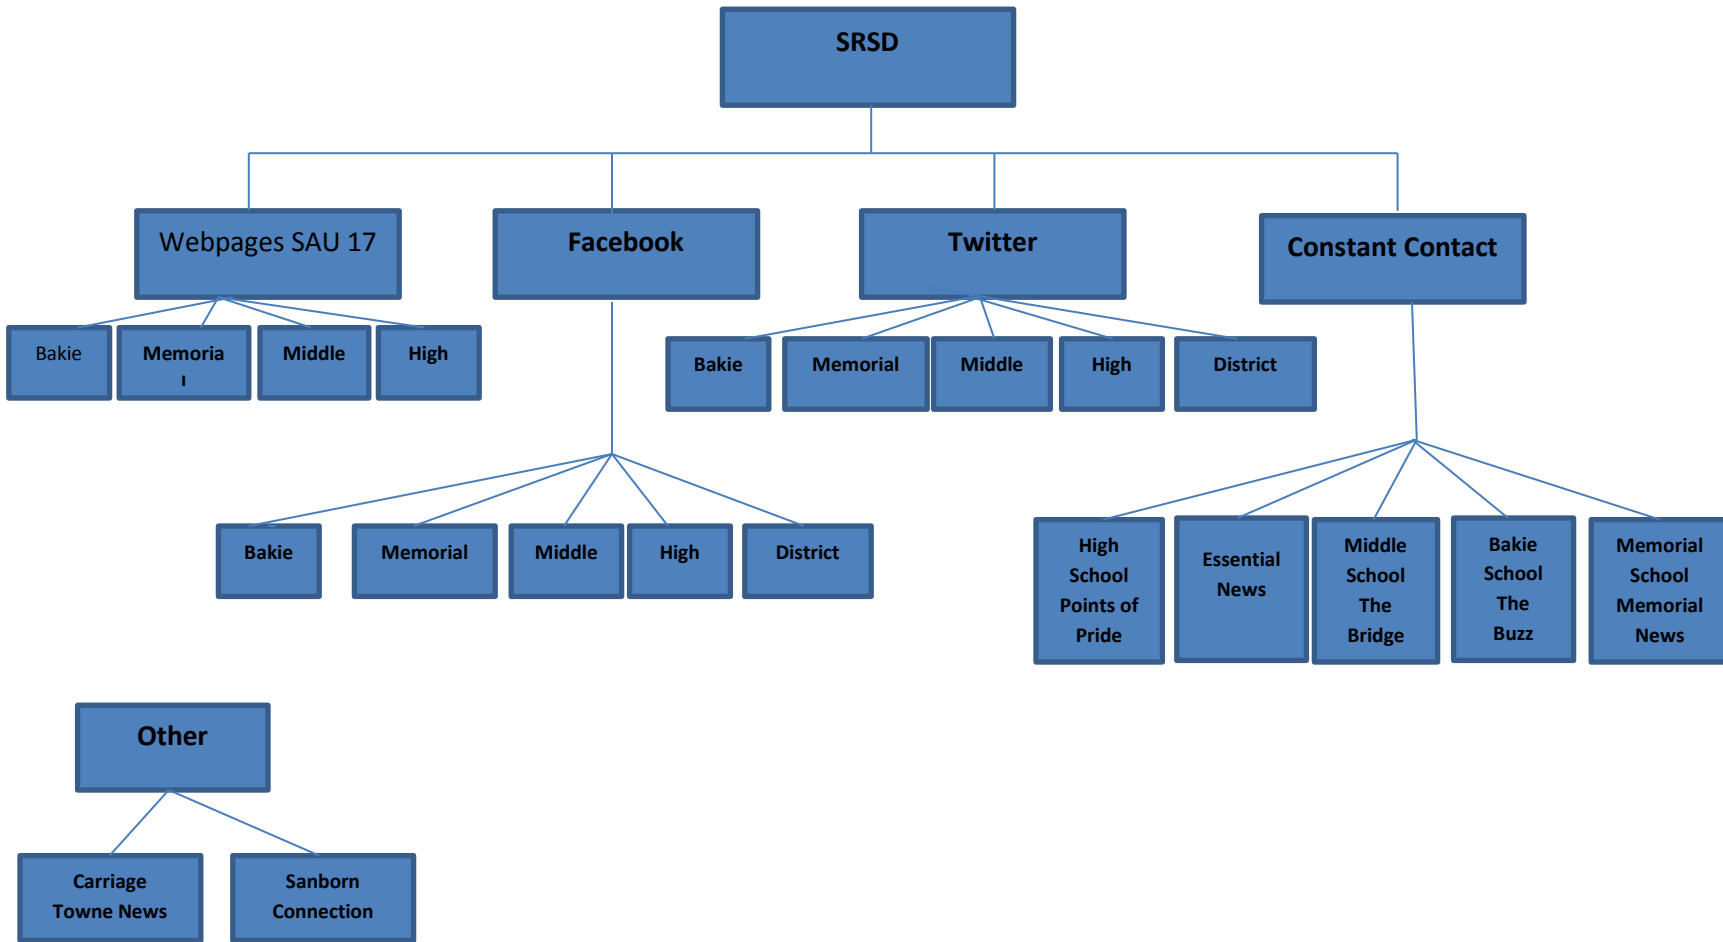 SRSD
Webpages SAU 17
Facebook
Twitter
Constant Contact
Bakie
Memoria
l
Middle
High
Bakie
Memorial
Middle
High
District
Bakie
Memorial
Middle
High
District
High
School
Points of
Pride
Essential
News
Middle
School
The
Bridge
Bakie
School
The
Buzz
Memorial
School
Memorial
News
Other
Carriage
Towne News
Sanborn
Connection